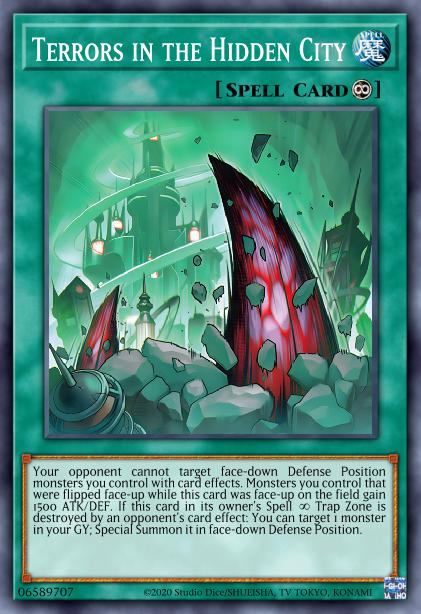 TERRORS IN THE HIDDEN CITY
SPELL
魔
[SPELL CARD∞]
Your opponent cannot target face-down Defense Position
monsters you control with card effects. Monsters you control that
were flipped face-up while this card was face-up on the field gain
1500 ATK/DEF. If this card in its owner's Spell ∞ Trap Zone is
destroyed by an opponent's card effect: You can target 1 monster
in your GY; Special Summon it in face-down Defense Position.
06589707
©2020 Studio Dice/SHUEISHA, TV TOKYO, KONAMI